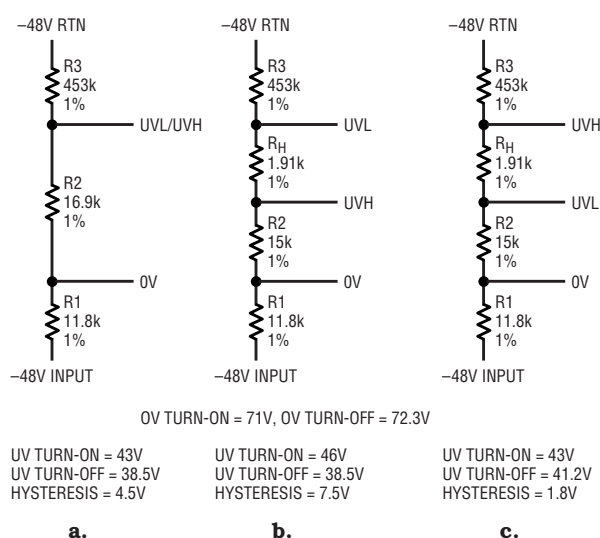 –48V RTN
R3
453k
1%
UVL/UVH
R2
16.9k
1%
0V
R1
11.8k
1%
–48V INPUT
–48V RTN
R3
453k
1%
UVL
RH
1.91k
1%
UVH
R2
15k
1%
0V
R1
11.8k
1%
–48V INPUT
–48V RTN
R3
453k
1%
UVH
RH
1.91k
1%
UVL
R2
15k
1%
0V
R1
11.8k
1%
–48V INPUT
OV TURN-ON = 71V, OV TURN-OFF = 72.3V
UV TURN-ON = 43V
UV TURN-OFF = 38.5V
HYSTERESIS = 4.5V
a.
UV TURN-ON = 46V
UV TURN-OFF = 38.5V
HYSTERESIS = 7.5V
b.
UV TURN-ON = 43V
UV TURN-OFF = 41.2V
HYSTERESIS = 1.8V
c.